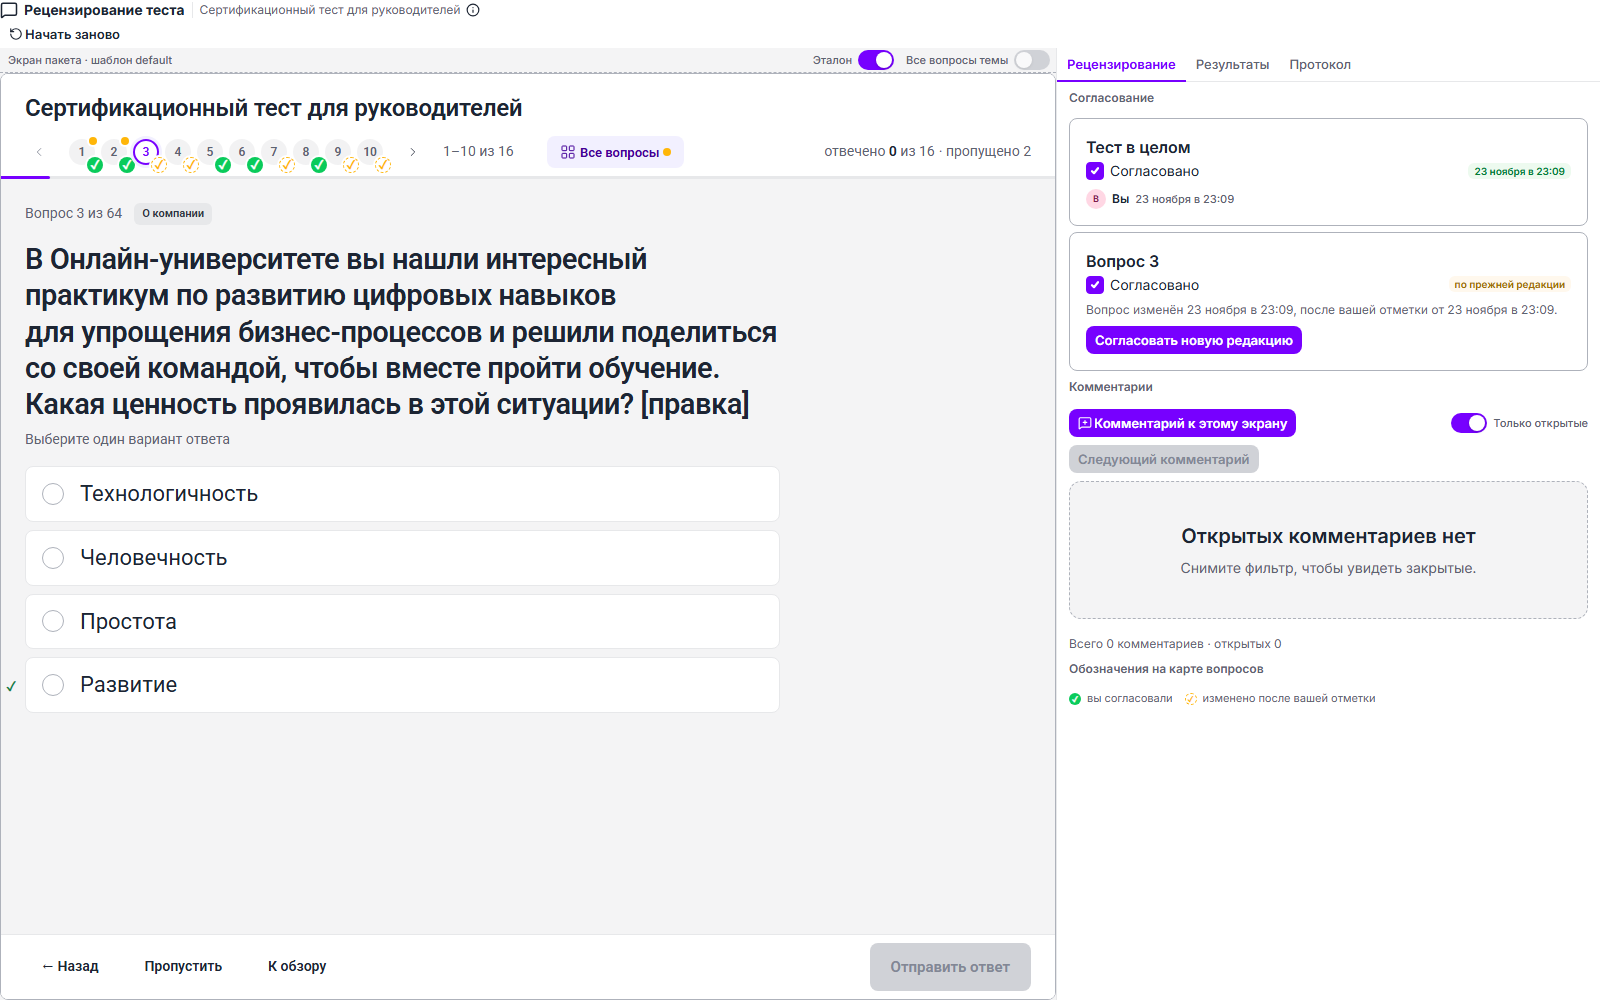 Рецензирование теста
Сертификационный тест для руководителей
Начать заново
Экран пакета · шаблон default
Эталон
Все вопросы темы
Сертификационный тест для руководителей
1 2 3 4 5 6 7 8 9 10
1–10 из 16
Все вопросы
отвечено 0 из 16 · пропущено 2
Вопрос 3 из 64
О компании
В Онлайн-университете вы нашли интересный
практикум по развитию цифровых навыков
для упрощения бизнес-процессов и решили поделиться
со своей командой, чтобы вместе пройти обучение.
Какая ценность проявилась в этой ситуации? [правка]
Выберите один вариант ответа
Технологичность
Человечность
Простота
Развитие
← Назад
Пропустить
К обзору
Отправить ответ
Рецензирование
Результаты
Протокол
Согласование
Тест в целом
Согласовано
23 ноября в 23:09
В Вы 23 ноября в 23:09
Вопрос 3
Согласовано
по прежней редакции
Вопрос изменён 23 ноября в 23:09, после вашей отметки от 23 ноября в 23:09.
Согласовать новую редакцию
Комментарии
Комментарий к этому экрану
Только открытые
Следующий комментарий
Открытых комментариев нет
Снимите фильтр, чтобы увидеть закрытые.
Всего 0 комментариев · открытых 0
Обозначения на карте вопросов
вы согласовали
изменено после вашей отметки